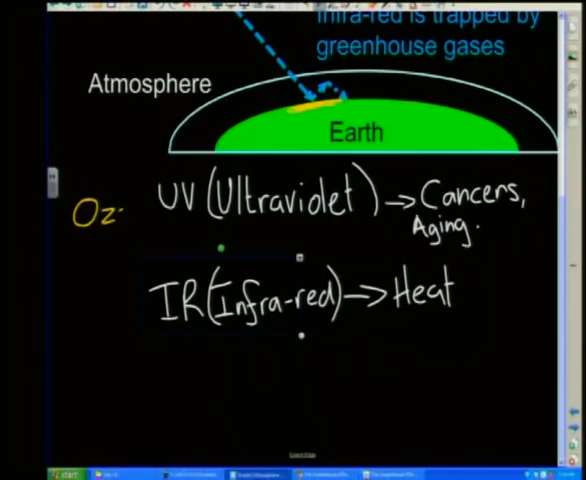 Infra-red is trapped by
greenhouse gases
Atmosphere
Earth
UV (Ultraviolet) → Cancers,
Aging.
Oz
IR (Infra-red) → Heat
start